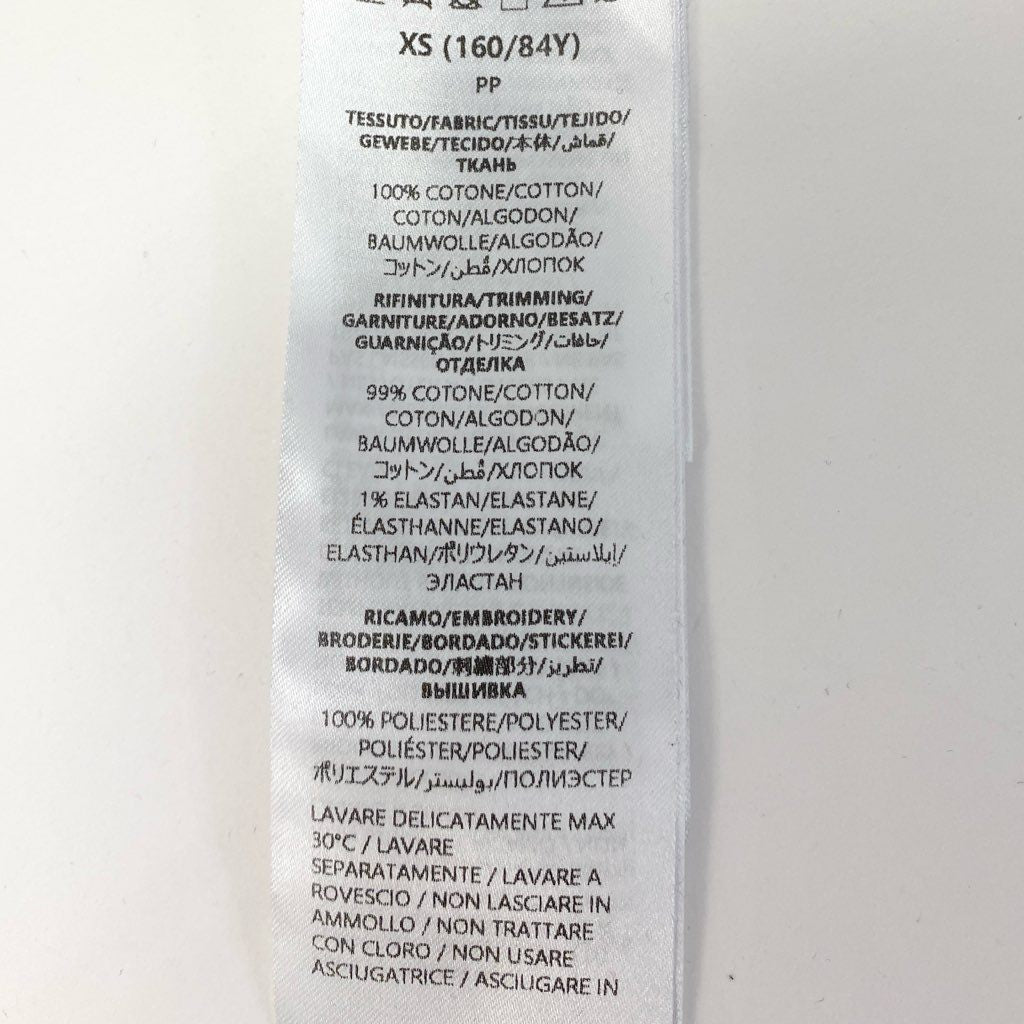 XS (160/84Y)
PP
TESSUTO/FABRIC/TISSU/TEJIDO/
GEWEBE/TECIDO/本体/قماش/
ТКАНЬ
100% COTONE/COTTON/
COTON/ALGODON/
BAUMWOLLE/ALGODÃO/
コットン/قُطن/ХЛОПОК
RIFINITURA/TRIMMING/
GARNITURE/ADORNO/BESATZ/
GUARNIÇÃO/トリミング/حافات/
ОТДЕЛКА
99% COTONE/COTTON/
COTON/ALGODON/
BAUMWOLLE/ALGODÃO/
コットン/قُطن/ХЛОПОК
1% ELASTAN/ELASTANE/
ÉLASTHANNE/ELASTANO/
ELASTHAN/ポリウレタン/إيلاستين/
ЭЛАСТАН
RICAMO/EMBROIDERY/
BRODERIE/BORDADO/STICKEREI/
BORDADO/刺繍部分/تطريز/
ВЫШИВКА
100% POLIESTERE/POLYESTER/
POLIÉSTER/POLIESTER/
ポリエステル/بوليستر/ПОЛИЭСТЕР
LAVARE DELICATAMENTE MAX
30°C / LAVARE
SEPARATAMENTE / LAVARE A
ROVESCIO / NON LASCIARE IN
AMMOLLO / NON TRATTARE
CON CLORO / NON USARE
ASCIUGATRICE / ASCIUGARE IN